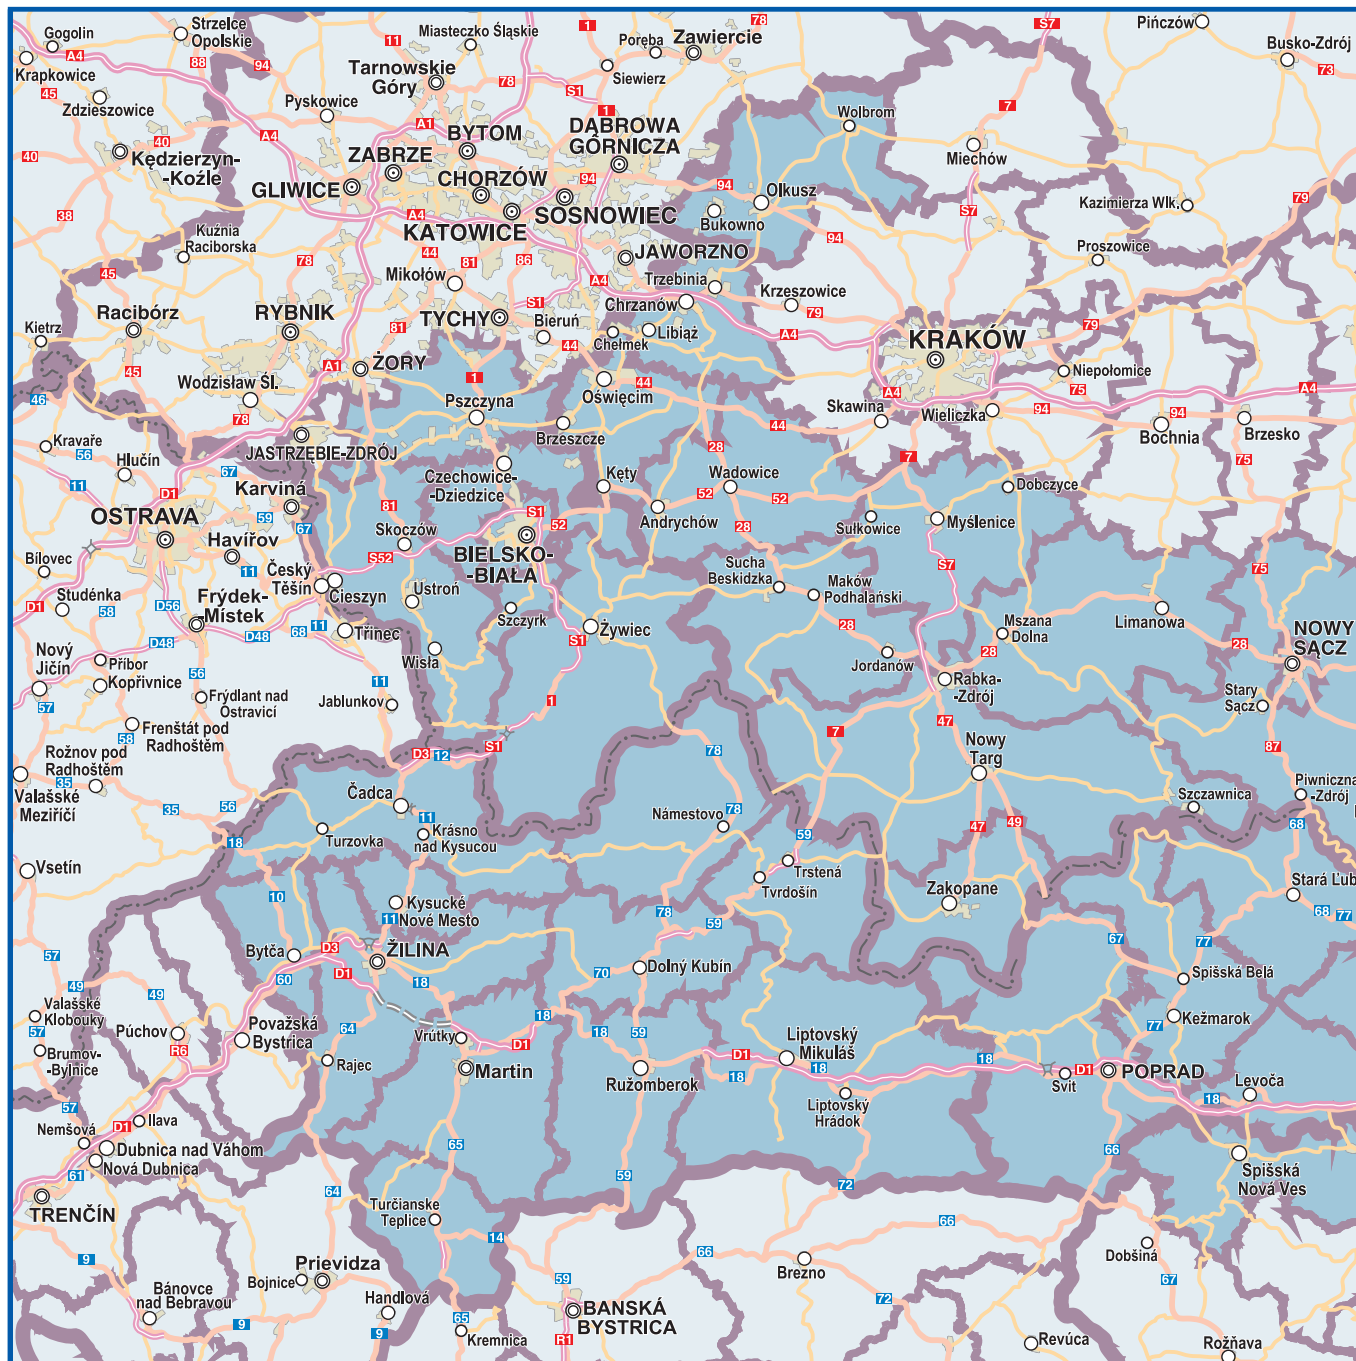 Gogolin
Strzelce
Opolskie
Krapkowice
Zdzieszowice
Kędzierzyn-
-Koźle
Pyskowice
Tarnowskie
Góry
Miasteczko Śląskie
Poręba
Zawiercie
Siewierz
S7
Pińczów
Busko-Zdrój
Wolbrom
Miechów
BYTOM
DĄBROWA
GÓRNICZA
ZABRZE
GLIWICE
CHORZÓW
SOSNOWIEC
KATOWICE
Olkusz
Bukowno
Kazimierza Wlk.
Kuźnia
Raciborska
Mikołów
JAWORZNO
Proszowice
Trzebinia
Krzeszowice
Chrzanów
Libiąż
Chełmek
Bieruń
TYCHY
Kietrz
Racibórz
RYBNIK
ŻORY
KRAKÓW
Niepołomice
Wodzisław Śl.
Oświęcim
Pszczyna
Brzeszcze
Skawina
Wieliczka
Bochnia
Brzesko
Kravaře
Hlučín
JASTRZĘBIE-ZDRÓJ
Karviná
OSTRAVA
Havířov
Czechowice-
-Dziedzice
Kęty
Wadowice
Andrychów
Sułkowice
Myślenice
Dobczyce
Skoczów
BIELSKO-
-BIAŁA
Bílovec
Studénka
Frýdek-
-Místek
Český
Těšín
Cieszyn
Třinec
Ustroń
Szczyrk
Żywiec
Wisła
Sucha
Beskidzka
Maków
Podhalański
Jordanów
Mszana
Dolna
Limanowa
NOWY
SĄCZ
Rabka-
-Zdrój
Stary
Sącz
Nový
Jičín
Příbor
Kopřivnice
Frýdlant nad
Ostravicí
Frenštát pod
Radhoštěm
Rožnov pod
Radhoštěm
Valašské
Meziříčí
Jablunkov
Čadca
Turzovka
Krásno
nad Kysucou
Námestovo
Nowy
Targ
Szczawnica
Piwniczna
-Zdrój
Vsetín
Trstená
Tvrdošín
Zakopane
Stará Ľub
Kysucké
Nové Mesto
Bytča
ŽILINA
Dolný Kubín
Spišská Belá
Kežmarok
Valašské
Klobouky
Púchov
Považská
Bystrica
Brumov-
-Bylnice
Rajec
Vrútky
Martin
Ružomberok
Liptovský
Mikuláš
Liptovský
Hrádok
Svit
POPRAD
Levoča
Nemšová
Ilava
Dubnica nad Váhom
Nová Dubnica
TRENČÍN
Turčianske
Teplice
Spišská
Nová Ves
Dobšiná
Prievidza
Bojnice
Bánovce
nad Bebravou
Handlová
Kremnica
BANSKÁ
BYSTRICA
Brezno
Revúca
Rožňava